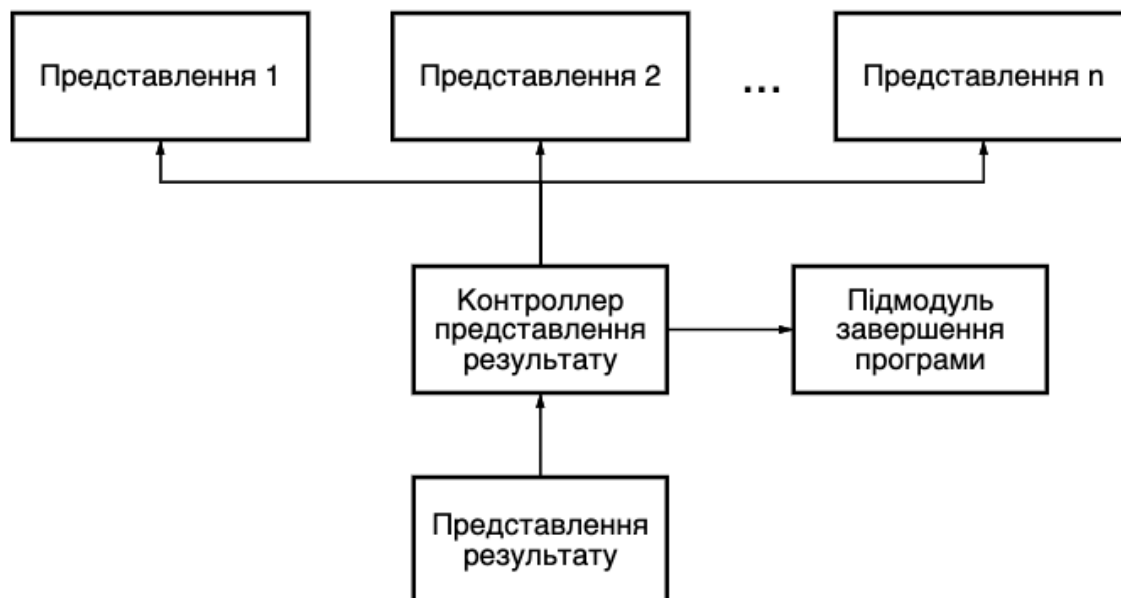 Представлення 1
Представлення 2
...
Представлення n
Контроллер
представлення
результату
Підмодуль
завершення
програми
Представлення
результату